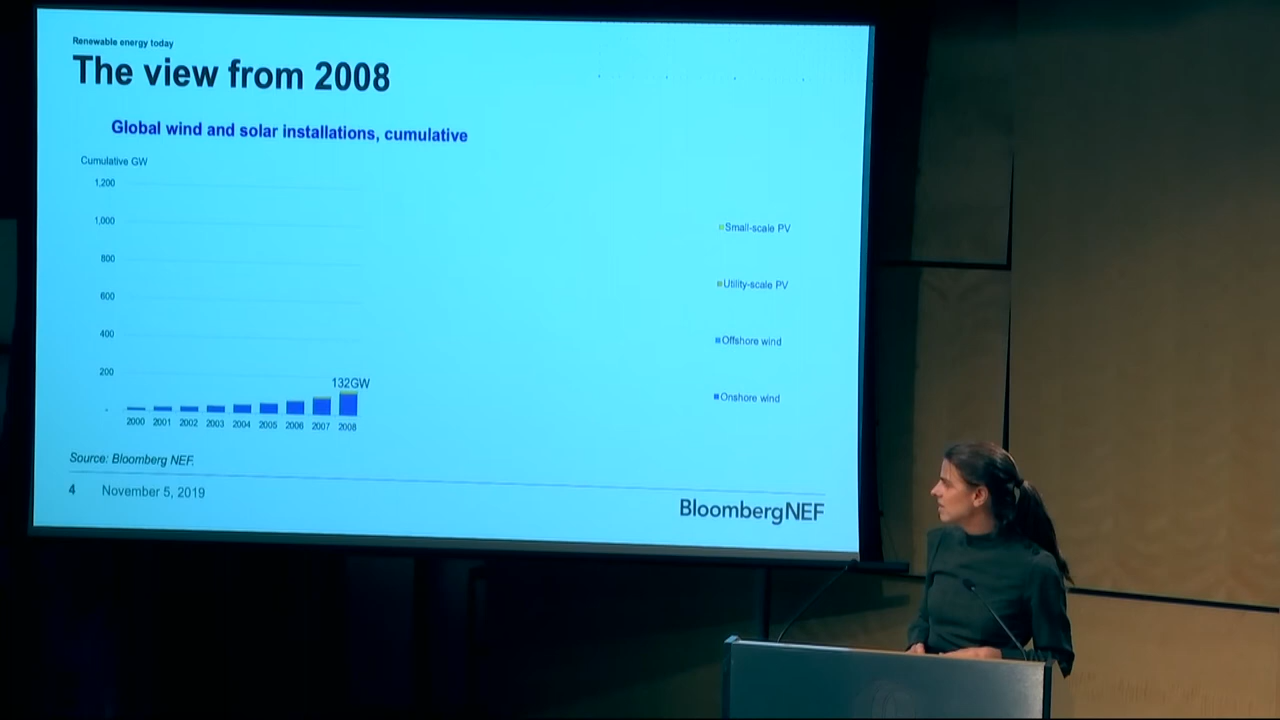 Renewable energy today
The view from 2008
Global wind and solar installations, cumulative
Cumulative GW
1,200
1,000
800
600
400
200
-
132GW
2000 2001 2002 2003 2004 2005 2006 2007 2008
Small-scale PV
Utility-scale PV
Offshore wind
Onshore wind
Source: Bloomberg NEF.
4 November 5, 2019
BloombergNEF